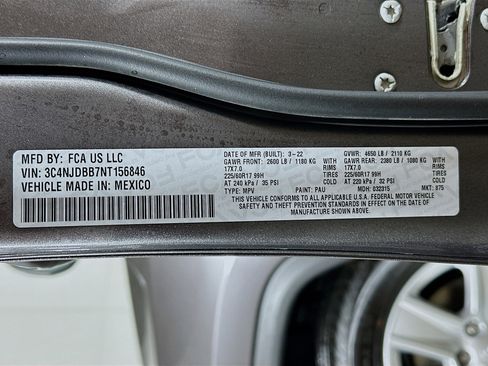 MFD BY: FCA US LLC
VIN: 3C4NJDBB7NT156846
VEHICLE MADE IN: MEXICO
DATE OF MFR (BUILT): 3-22 GVWR: 4650 LB / 2110 KG
GAWR FRONT: 2600 LB / 1180 KG GAWR REAR: 2380 LB / 1080 KG
17X7.0 RIMS 17X7.0
225/60R17 99H TIRES 225/60R17 99H
AT 240 kPa / 35 PSI COLD AT 220 kPa / 32 PSI
TYPE: MPV PAINT: PAU MDH: 032315 MKT: 875
THIS VEHICLE CONFORMS TO ALL APPLICABLE U.S.A. FEDERAL MOTOR VEHICLE
SAFETY AND THEFT PREVENTION STANDARDS IN EFFECT ON THE DATE OF
MANUFACTURE SHOWN ABOVE.